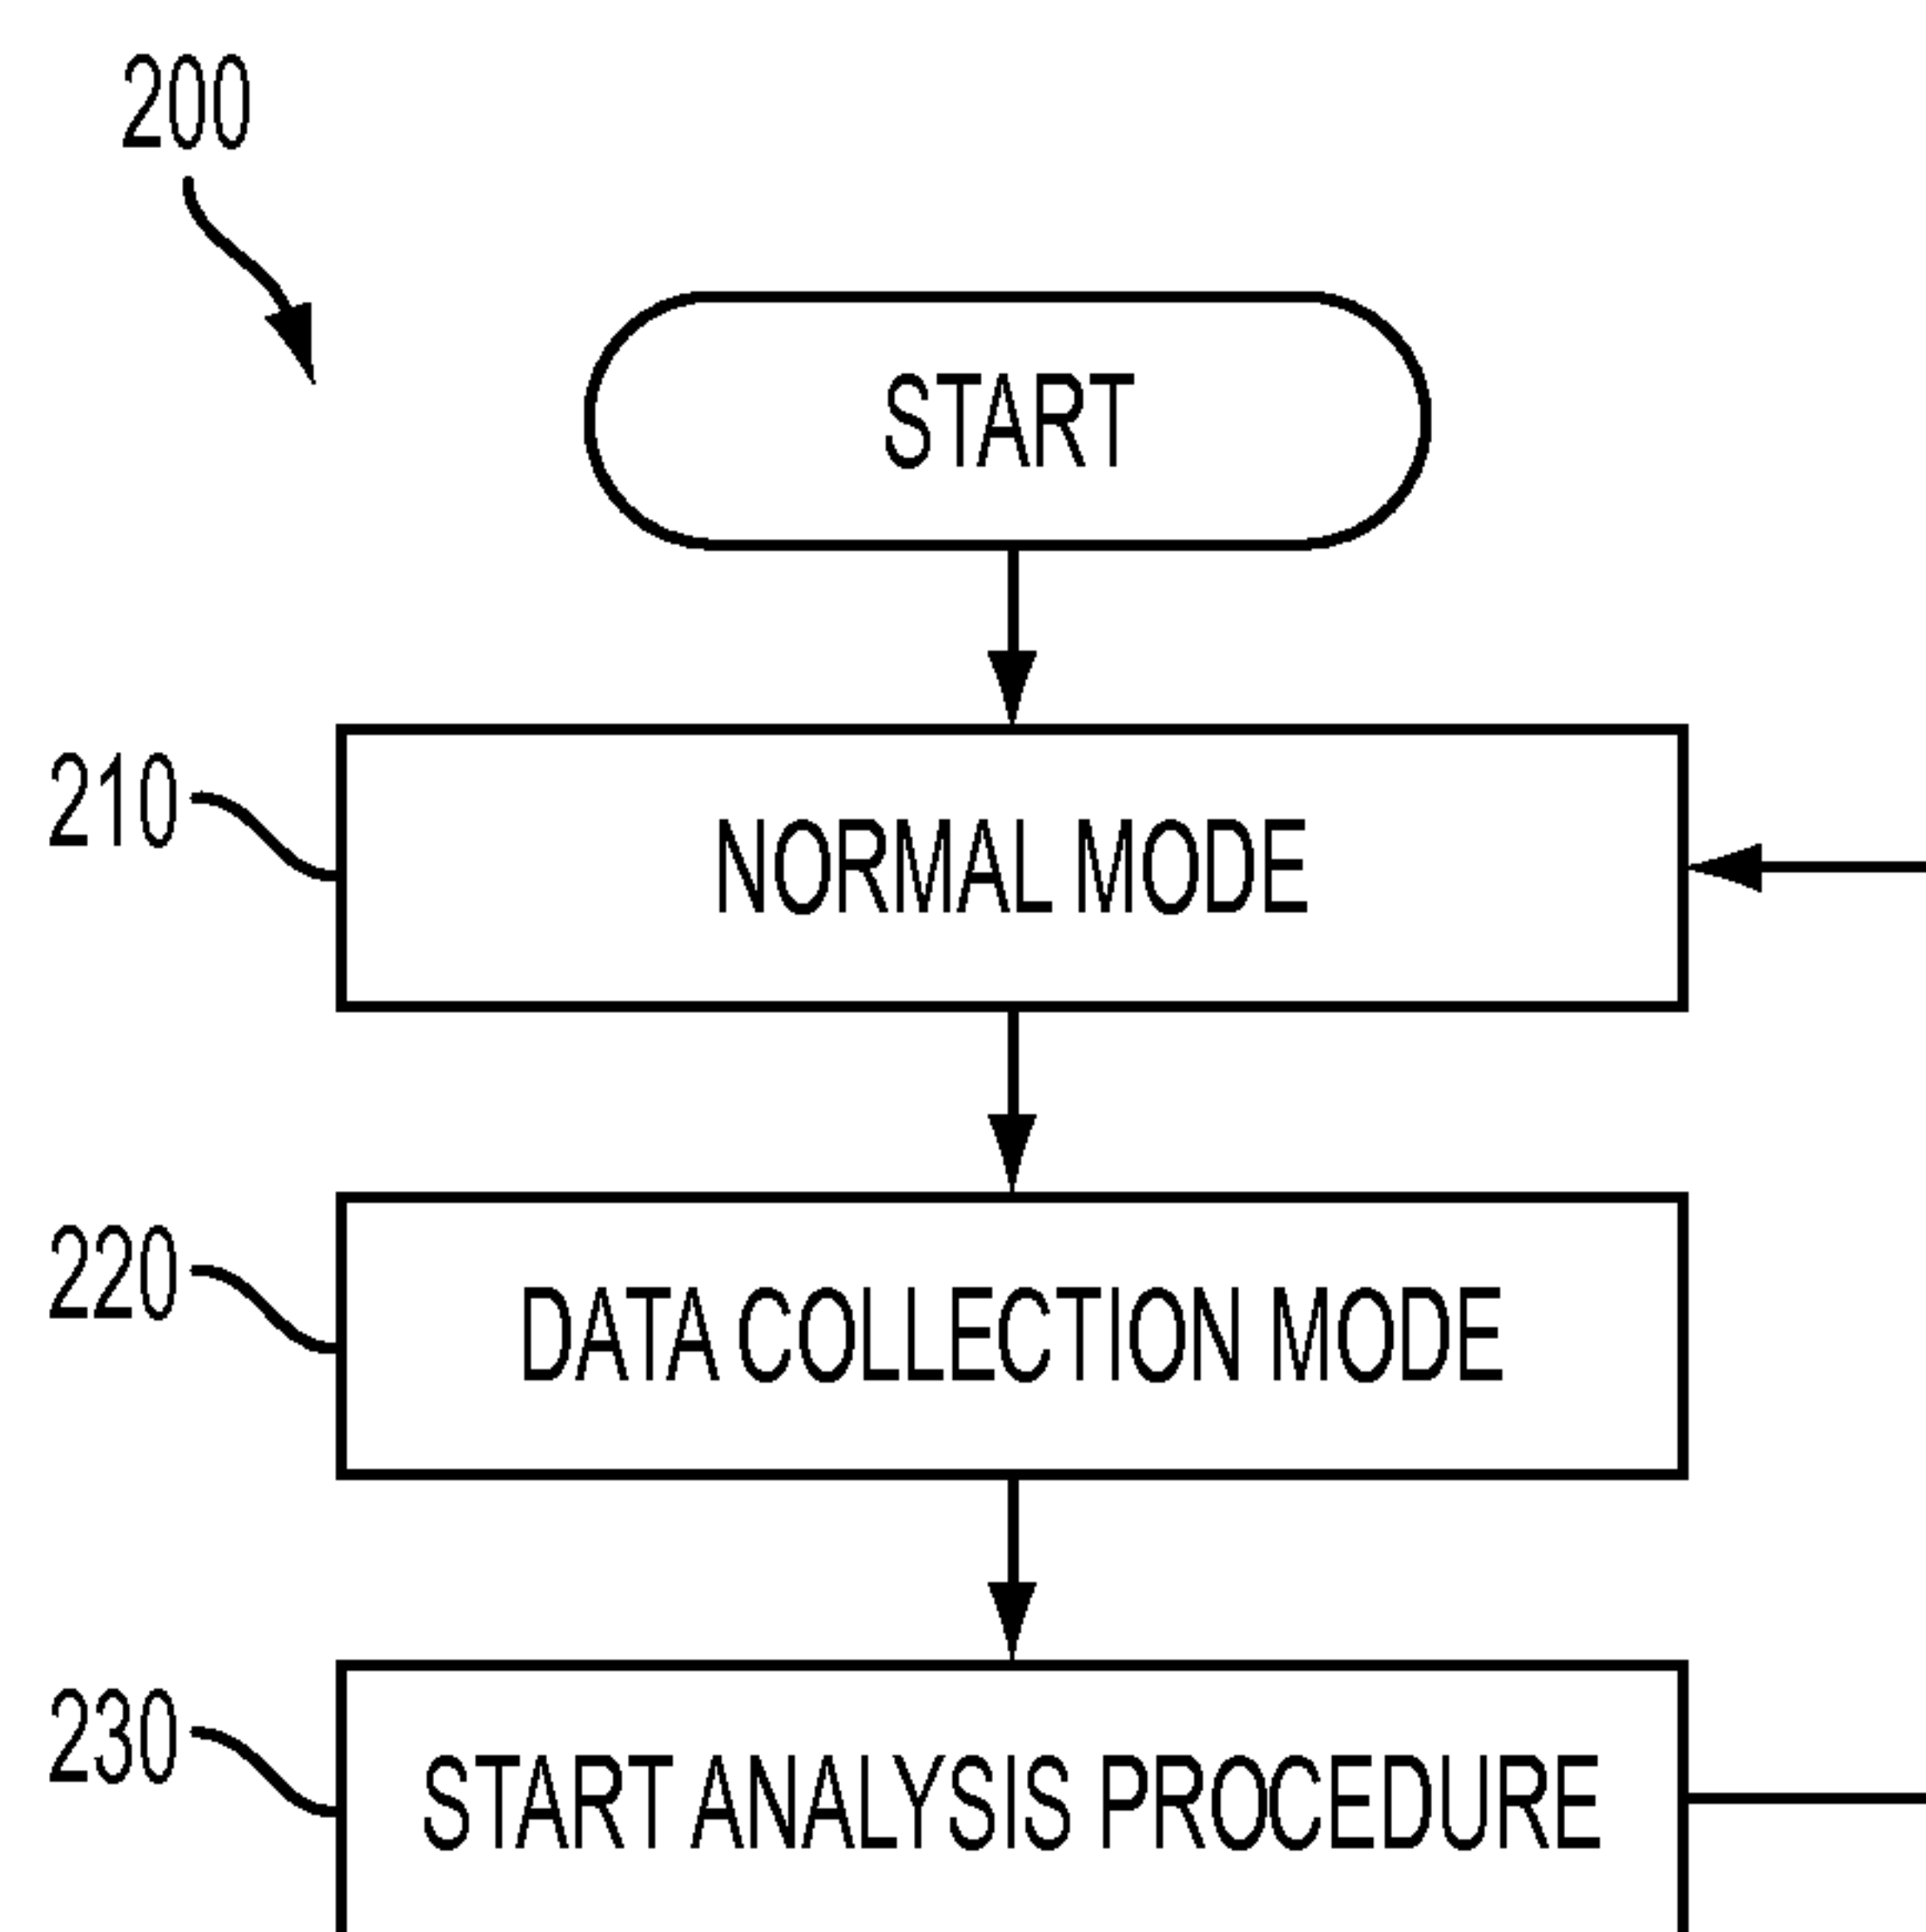 200
START
210
NORMAL MODE
220
DATA COLLECTION MODE
230
START ANALYSIS PROCEDURE